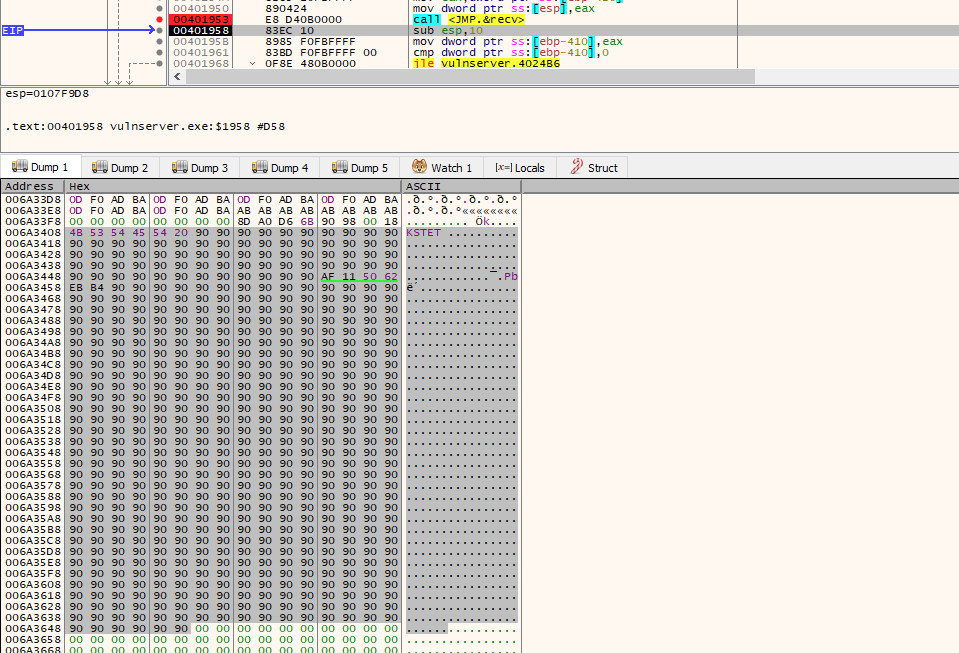 00401950 890424 mov dword ptr ss:[esp],eax
00401953 E8 D40B0000 call <JMP.&recv>
EIP 00401958 83EC 10 sub esp,10
0040195B 8985 F0FBFFFF mov dword ptr ss:[ebp-410],eax
00401961 83BD F0FBFFFF 00 cmp dword ptr ss:[ebp-410],0
00401968 0F8E 480B0000 jle vulnserver.4024B6
esp=0107F9D8
.text:00401958 vulnserver.exe:$1958 #D58
Dump 1 Dump 2 Dump 3 Dump 4 Dump 5 Watch 1 [x=] Locals Struct
Address Hex ASCII
006A33D8 0D F0 AD BA 0D F0 AD BA 0D F0 AD BA 0D F0 AD BA .ð.º.ð.º.ð.º.ð.º
006A33E8 0D F0 AD BA 0D F0 AD BA AB AB AB AB AB AB AB AB .ð.º.ð.º««««««««
006A33F8 00 00 00 00 00 00 00 00 8D A0 D6 6B 90 98 00 18 ......... Ök....
006A3408 4B 53 54 45 54 20 90 90 90 90 90 90 90 90 90 90 KSTET ..........
006A3418 90 90 90 90 90 90 90 90 90 90 90 90 90 90 90 90 ................
006A3428 90 90 90 90 90 90 90 90 90 90 90 90 90 90 90 90 ................
006A3438 90 90 90 90 90 90 90 90 90 90 90 90 90 90 90 90 ................
006A3448 90 90 90 90 90 90 90 90 90 90 90 90 AF 11 50 62 ............¯.Pb
006A3458 EB B4 90 90 90 90 90 90 90 90 90 90 90 90 90 90 ë´..............
006A3468 90 90 90 90 90 90 90 90 90 90 90 90 90 90 90 90 ................
006A3478 90 90 90 90 90 90 90 90 90 90 90 90 90 90 90 90 ................
006A3488 90 90 90 90 90 90 90 90 90 90 90 90 90 90 90 90 ................
006A3498 90 90 90 90 90 90 90 90 90 90 90 90 90 90 90 90 ................
006A34A8 90 90 90 90 90 90 90 90 90 90 90 90 90 90 90 90 ................
006A34B8 90 90 90 90 90 90 90 90 90 90 90 90 90 90 90 90 ................
006A34C8 90 90 90 90 90 90 90 90 90 90 90 90 90 90 90 90 ................
006A34D8 90 90 90 90 90 90 90 90 90 90 90 90 90 90 90 90 ................
006A34E8 90 90 90 90 90 90 90 90 90 90 90 90 90 90 90 90 ................
006A34F8 90 90 90 90 90 90 90 90 90 90 90 90 90 90 90 90 ................
006A3508 90 90 90 90 90 90 90 90 90 90 90 90 90 90 90 90 ................
006A3518 90 90 90 90 90 90 90 90 90 90 90 90 90 90 90 90 ................
006A3528 90 90 90 90 90 90 90 90 90 90 90 90 90 90 90 90 ................
006A3538 90 90 90 90 90 90 90 90 90 90 90 90 90 90 90 90 ................
006A3548 90 90 90 90 90 90 90 90 90 90 90 90 90 90 90 90 ................
006A3558 90 90 90 90 90 90 90 90 90 90 90 90 90 90 90 90 ................
006A3568 90 90 90 90 90 90 90 90 90 90 90 90 90 90 90 90 ................
006A3578 90 90 90 90 90 90 90 90 90 90 90 90 90 90 90 90 ................
006A3588 90 90 90 90 90 90 90 90 90 90 90 90 90 90 90 90 ................
006A3598 90 90 90 90 90 90 90 90 90 90 90 90 90 90 90 90 ................
006A35A8 90 90 90 90 90 90 90 90 90 90 90 90 90 90 90 90 ................
006A35B8 90 90 90 90 90 90 90 90 90 90 90 90 90 90 90 90 ................
006A35C8 90 90 90 90 90 90 90 90 90 90 90 90 90 90 90 90 ................
006A35D8 90 90 90 90 90 90 90 90 90 90 90 90 90 90 90 90 ................
006A35E8 90 90 90 90 90 90 90 90 90 90 90 90 90 90 90 90 ................
006A35F8 90 90 90 90 90 90 90 90 90 90 90 90 90 90 90 90 ................
006A3608 90 90 90 90 90 90 90 90 90 90 90 90 90 90 90 90 ................
006A3618 90 90 90 90 90 90 90 90 90 90 90 90 90 90 90 90 ................
006A3628 90 90 90 90 90 90 90 90 90 90 90 90 90 90 90 90 ................
006A3638 90 90 90 90 90 90 90 90 90 90 90 90 90 90 90 90 ................
006A3648 90 90 90 90 90 90 00 00 00 00 00 00 00 00 00 00 ................
006A3658 00 00 00 00 00 00 00 00 00 00 00 00 00 00 00 00 ................
006A3668 00 00 00 00 00 00 00 00 00 00 00 00 00 00 00 00 ................